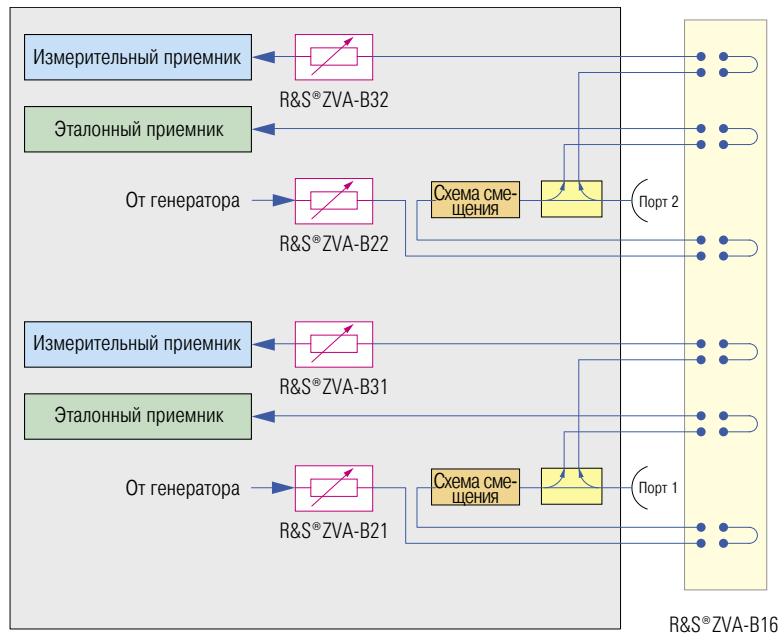 Измерительный приемник
R&S®ZVA-B32
Эталонный приемник
От генератора
R&S®ZVA-B22
Схема сме-
щения
Порт 2
Измерительный приемник
R&S®ZVA-B31
Эталонный приемник
От генератора
R&S®ZVA-B21
Схема сме-
щения
Порт 1
R&S®ZVA-B16